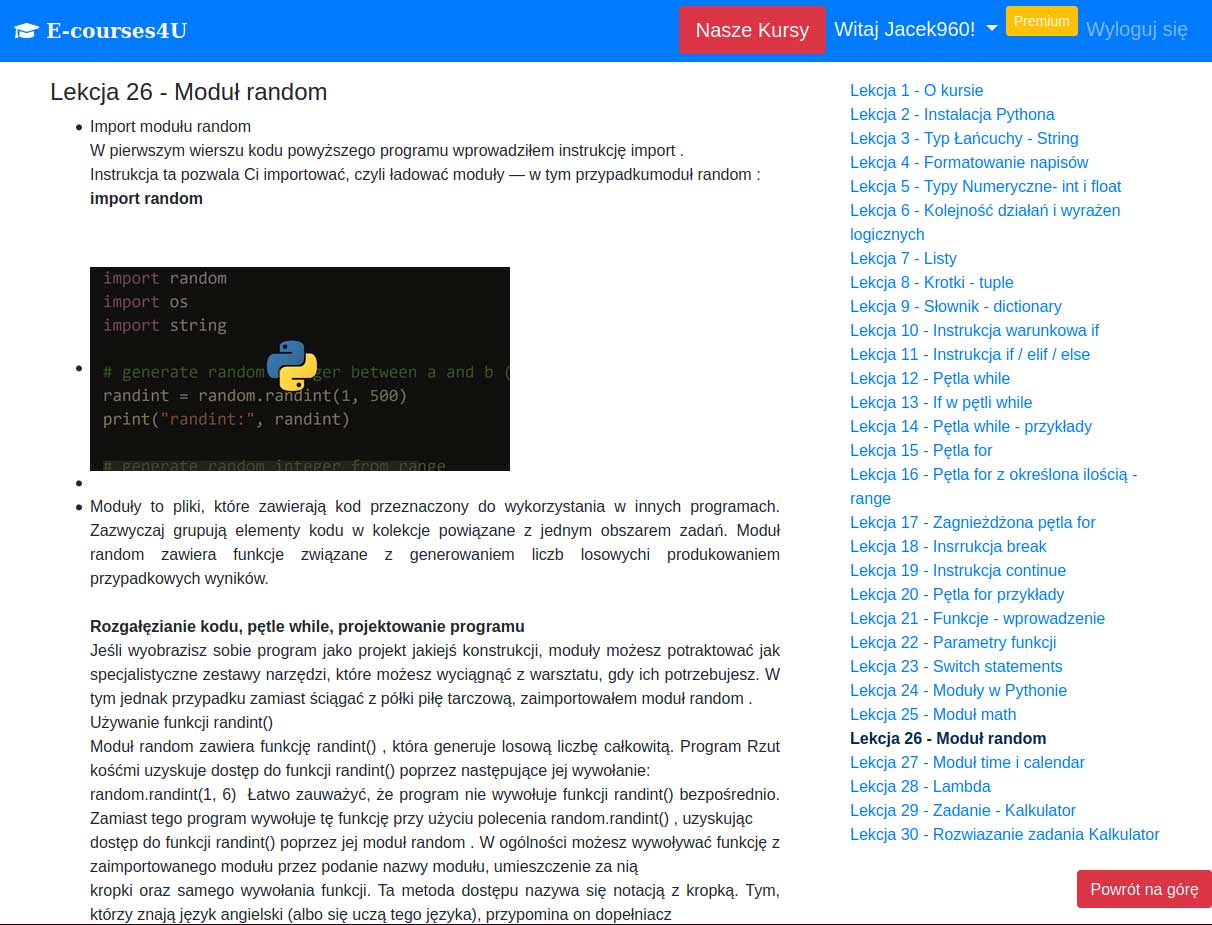 E-courses4U
Nasze Kursy
Witaj Jacek960!
Premium
Wyloguj się
Lekcja 26 - Moduł random
Import modułu random
W pierwszym wierszu kodu powyższego programu wprowadziłem instrukcję import .
Instrukcja ta pozwala Ci importować, czyli ładować moduły — w tym przypadkumoduł random :
import random
import random
import os
import string
# generate random integer between a and b (
randint = random.randint(1, 500)
print("randint:", randint)
# generate random integer from range
Moduły to pliki, które zawierają kod przeznaczony do wykorzystania w innych programach.
Zazwyczaj grupują elementy kodu w kolekcje powiązane z jednym obszarem zadań. Moduł
random zawiera funkcje związane z generowaniem liczb losowychi produkowaniem
przypadkowych wyników.
Rozgałęzianie kodu, pętle while, projektowanie programu
Jeśli wyobrazisz sobie program jako projekt jakiejś konstrukcji, moduły możesz potraktować jak
specjalistyczne zestawy narzędzi, które możesz wyciągnąć z warsztatu, gdy ich potrzebujesz. W
tym jednak przypadku zamiast ściągać z półki piłę tarczową, zaimportowałem moduł random .
Używanie funkcji randint()
Moduł random zawiera funkcję randint() , która generuje losową liczbę całkowitą. Program Rzut
kośćmi uzyskuje dostęp do funkcji randint() poprzez następujące jej wywołanie:
random.randint(1, 6)  Łatwo zauważyć, że program nie wywołuje funkcji randint() bezpośrednio.
Zamiast tego program wywołuje tę funkcję przy użyciu polecenia random.randint() , uzyskując
dostęp do funkcji randint() poprzez jej moduł random . W ogólności możesz wywoływać funkcję z
zaimportowanego modułu przez podanie nazwy modułu, umieszczenie za nią
kropki oraz samego wywołania funkcji. Ta metoda dostępu nazywa się notacją z kropką. Tym,
którzy znają język angielski (albo się uczą tego języka), przypomina on dopełniacz
Lekcja 1 - O kursie
Lekcja 2 - Instalacja Pythona
Lekcja 3 - Typ Łańcuchy - String
Lekcja 4 - Formatowanie napisów
Lekcja 5 - Typy Numeryczne- int i float
Lekcja 6 - Kolejność działań i wyrażen
logicznych
Lekcja 7 - Listy
Lekcja 8 - Krotki - tuple
Lekcja 9 - Słownik - dictionary
Lekcja 10 - Instrukcja warunkowa if
Lekcja 11 - Instrukcja if / elif / else
Lekcja 12 - Pętla while
Lekcja 13 - If w pętli while
Lekcja 14 - Pętla while - przykłady
Lekcja 15 - Pętla for
Lekcja 16 - Pętla for z określona ilością -
range
Lekcja 17 - Zagnieżdżona pętla for
Lekcja 18 - Insrrukcja break
Lekcja 19 - Instrukcja continue
Lekcja 20 - Pętla for przykłady
Lekcja 21 - Funkcje - wprowadzenie
Lekcja 22 - Parametry funkcji
Lekcja 23 - Switch statements
Lekcja 24 - Moduły w Pythonie
Lekcja 25 - Moduł math
Lekcja 26 - Moduł random
Lekcja 27 - Moduł time i calendar
Lekcja 28 - Lambda
Lekcja 29 - Zadanie - Kalkulator
Lekcja 30 - Rozwiazanie zadania Kalkulator
Powrót na górę